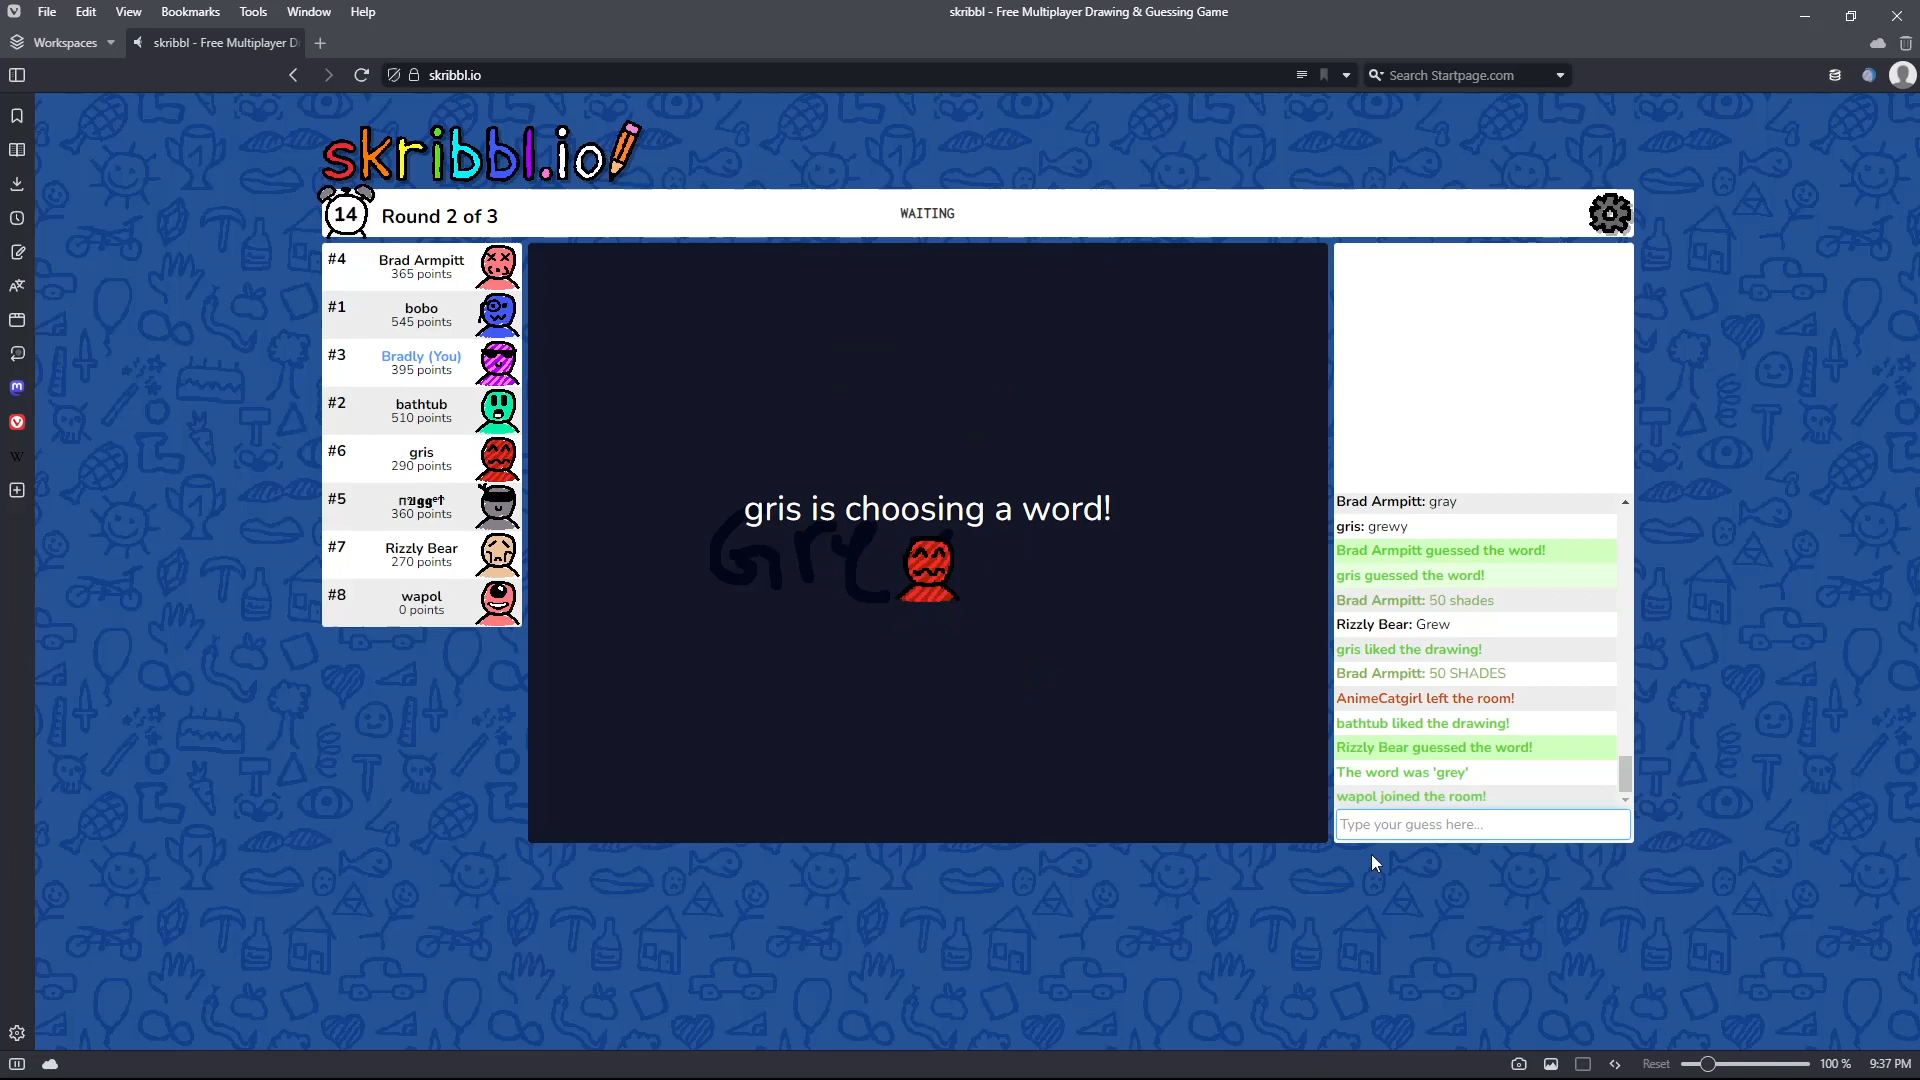 File Edit View Bookmarks Tools Window Help
skribbl - Free Multiplayer Drawing & Guessing Game
Workspaces
skribbl - Free Multiplayer D
skribbl.io
Search Startpage.com
skribbl.io
14
Round 2 of 3
WAITING
#4 Brad Armpitt
365 points
#1 bobo
545 points
#3 Bradly (You)
395 points
#2 bathtub
510 points
#6 gris
290 points
#5
360 points
#7 Rizzly Bear
270 points
#8 wapol
0 points
gris is choosing a word!
Grey
Brad Armpitt: gray
gris: grewy
Brad Armpitt guessed the word!
gris guessed the word!
Brad Armpitt: 50 shades
Rizzly Bear: Grew
gris liked the drawing!
Brad Armpitt: 50 SHADES
AnimeCatgirl left the room!
bathtub liked the drawing!
Rizzly Bear guessed the word!
The word was 'grey'
wapol joined the room!
Type your guess here...
Reset
100 %
9:37 PM